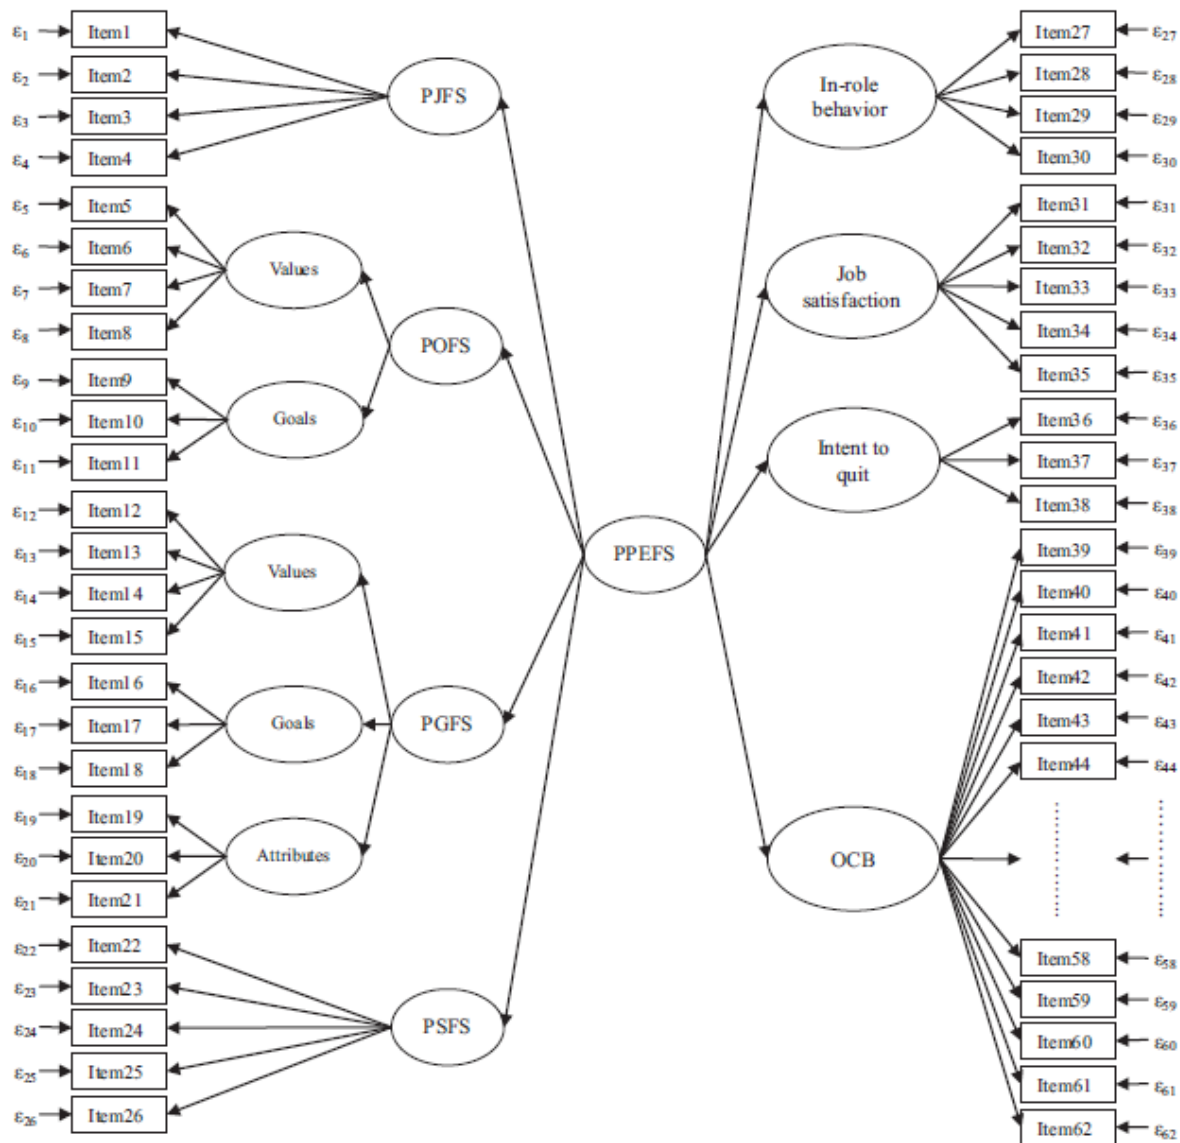 ε1 Item1
ε2 Item2
ε3 Item3
ε4 Item4
PJFS
ε5 Item5
ε6 Item6
ε7 Item7
ε8 Item8
Values
ε9 Item9
ε10 Item10
ε11 Item11
Goals
POFS
ε12 Item12
ε13 Item13
ε14 Item14
ε15 Item15
Values
ε16 Item16
ε17 Item17
ε18 Item18
Goals
ε19 Item19
ε20 Item20
ε21 Item21
Attributes
PGFS
ε22 Item22
ε23 Item23
ε24 Item24
ε25 Item25
ε26 Item26
PSFS
PPEFS
In-role
behavior
Item27 ε27
Item28 ε28
Item29 ε29
Item30 ε30
Job
satisfaction
Item31 ε31
Item32 ε32
Item33 ε33
Item34 ε34
Item35 ε35
Intent to
quit
Item36 ε36
Item37 ε37
Item38 ε38
OCB
Item39 ε39
Item40 ε40
Item41 ε41
Item42 ε42
Item43 ε43
Item44 ε44
Item58 ε58
Item59 ε59
Item60 ε60
Item61 ε61
Item62 ε62